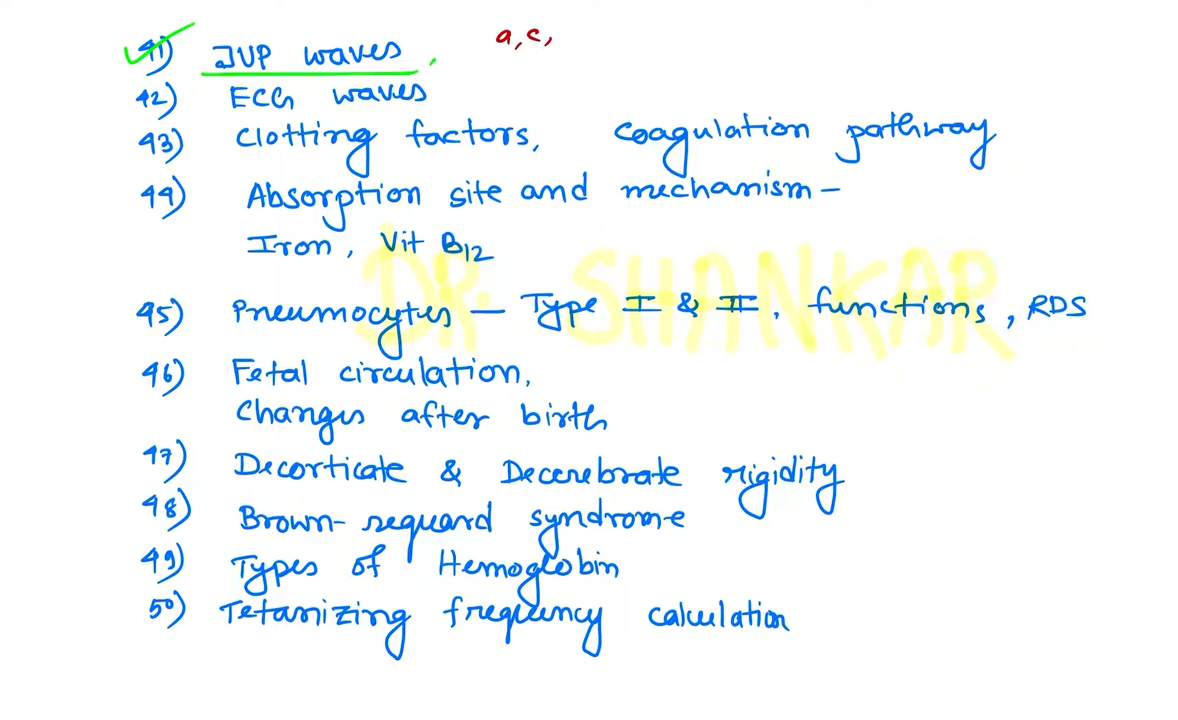 a, c,
41) JVP waves.
42) ECG waves
43) Clotting factors, coagulation pathway
44) Absorption site and mechanism -
Iron, Vit B12
DR. SHANKAR
45) Pneumocytes - Type I & II, functions, RDS
46) Fetal circulation,
Changes after birth
47) Decorticate & Decerebrate rigidity
48) Brown-sequard syndrome
49) Types of Hemoglobin
50) Tetanizing frequency calculation